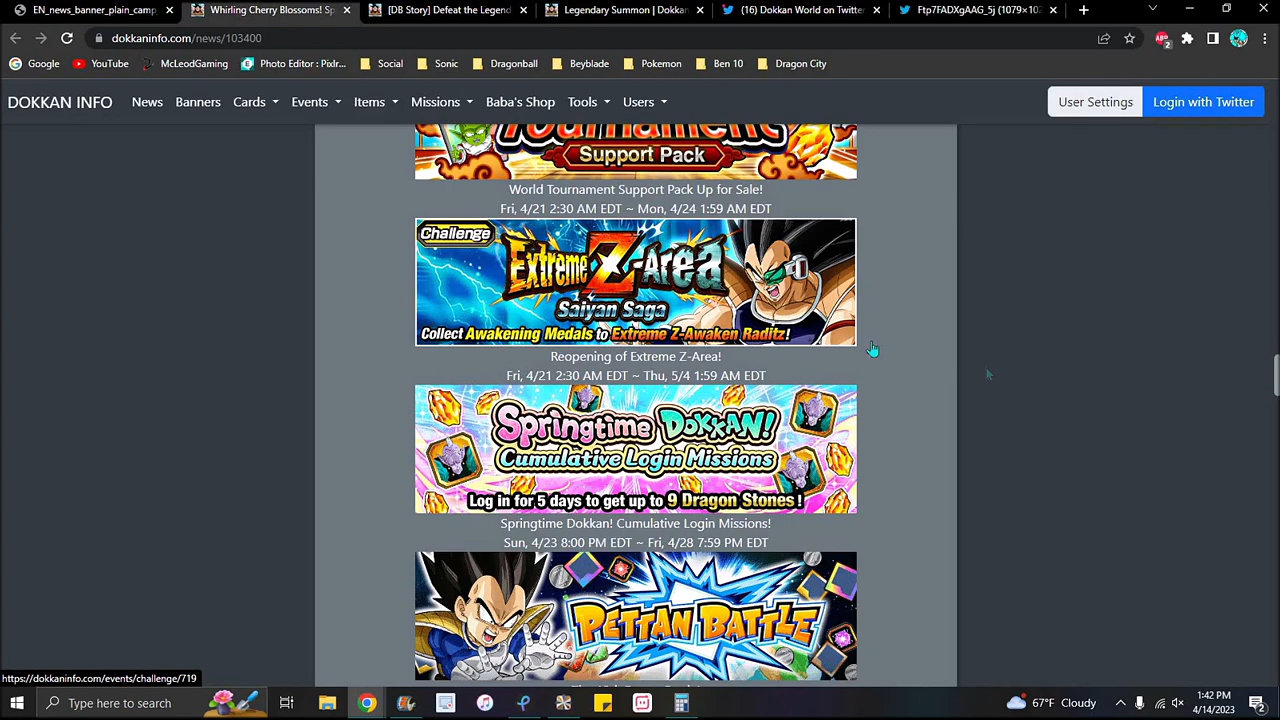 EN_news_banner_plain_camp
Whirling Cherry Blossoms! Sp
[DB Story] Defeat the Legend
Legendary Summon | Dokkan
(16) Dokkan World on Twitter
Ftp7FADXgAAG_5j (1079×102
dokkaninfo.com/news/103400
ABP
2
Google
YouTube
McLeodGaming
Photo Editor : Pixlr...
Social
Sonic
Dragonball
Beyblade
Pokemon
Ben 10
Dragon City
DOKKAN INFO
News
Banners
Cards
Events
Items
Missions
Baba's Shop
Tools
Users
User Settings
Login with Twitter
Tournament
Support Pack
World Tournament Support Pack Up for Sale!
Fri, 4/21 2:30 AM EDT ~ Mon, 4/24 1:59 AM EDT
Challenge
Extreme Z-Area
Saiyan Saga
Collect Awakening Medals to Extreme Z-Awaken Raditz!
Reopening of Extreme Z-Area!
Fri, 4/21 2:30 AM EDT ~ Thu, 5/4 1:59 AM EDT
Springtime DOKKAN!
Cumulative Login Missions
Log in for 5 days to get up to 9 Dragon Stones!
Springtime Dokkan! Cumulative Login Missions!
Sun, 4/23 8:00 PM EDT ~ Fri, 4/28 7:59 PM EDT
PETTAN BATTLE
https://dokkaninfo.com/events/challenge/719
Type here to search
67°F Cloudy
1:42 PM
4/14/2023
2